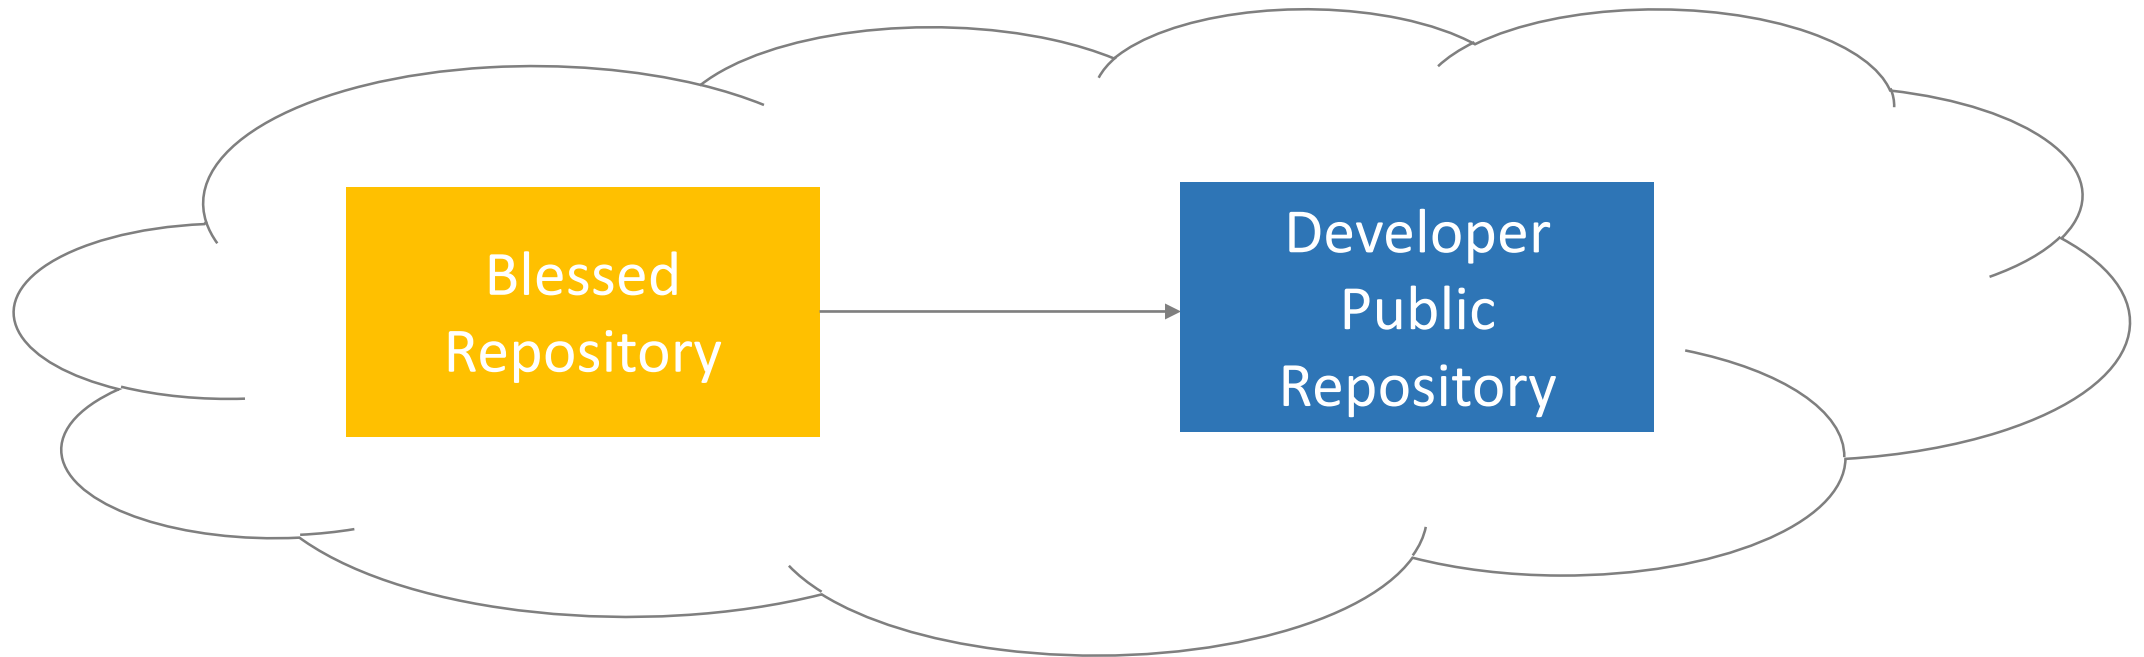 Blessed
Repository
Developer
Public
Repository